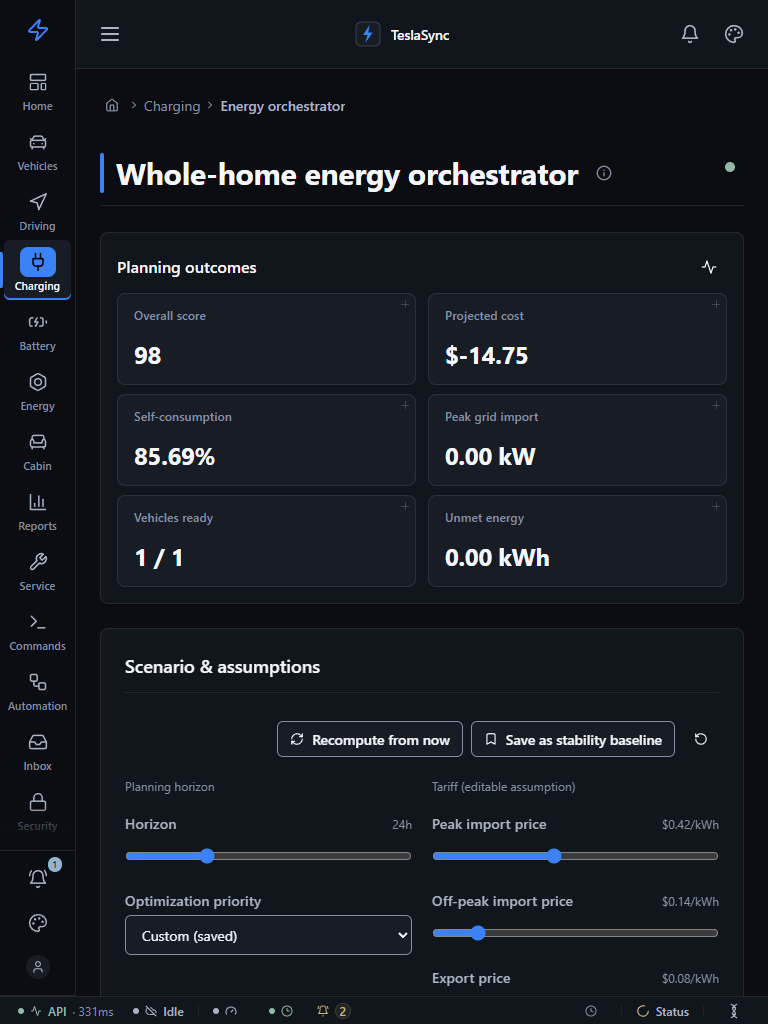 TeslaSync
Home
Vehicles
Driving
Charging
Battery
Energy
Cabin
Reports
Service
Commands
Automation
Inbox
Security
1
Charging > Energy orchestrator
Whole-home energy orchestrator
Planning outcomes
Overall score
98
Projected cost
$-14.75
Self-consumption
85.69%
Peak grid import
0.00 kW
Vehicles ready
1 / 1
Unmet energy
0.00 kWh
Scenario & assumptions
Recompute from now
Save as stability baseline
Planning horizon
Horizon 24h
Optimization priority
Custom (saved)
Tariff (editable assumption)
Peak import price $0.42/kWh
Off-peak import price $0.14/kWh
Export price $0.08/kWh
API · 331ms Idle 2 Status